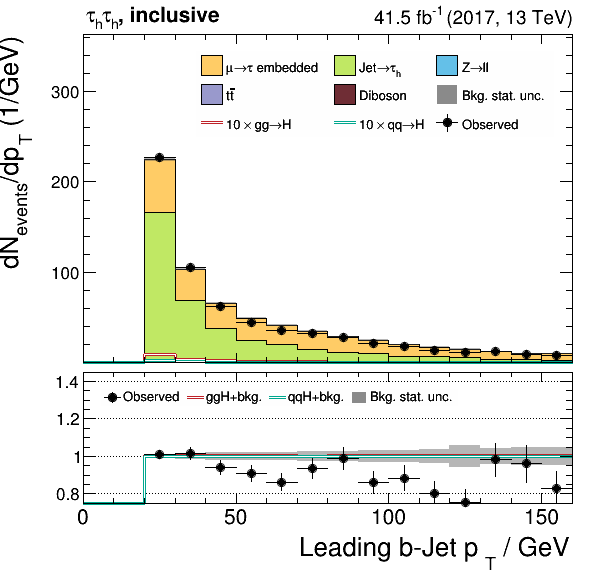 τhτh, inclusive
41.5 fb-1 (2017, 13 TeV)
dNevents/dpT (1/GeV)
300
200
100
μ→τ embedded Jet→τh Z→ll
tt̄ Diboson Bkg. stat. unc.
10 × gg→H 10 × qq→H Observed
1.4
1.2
1
0.8
Observed ggH+bkg. qqH+bkg. Bkg. stat. unc.
0 50 100 150
Leading b-Jet pT / GeV